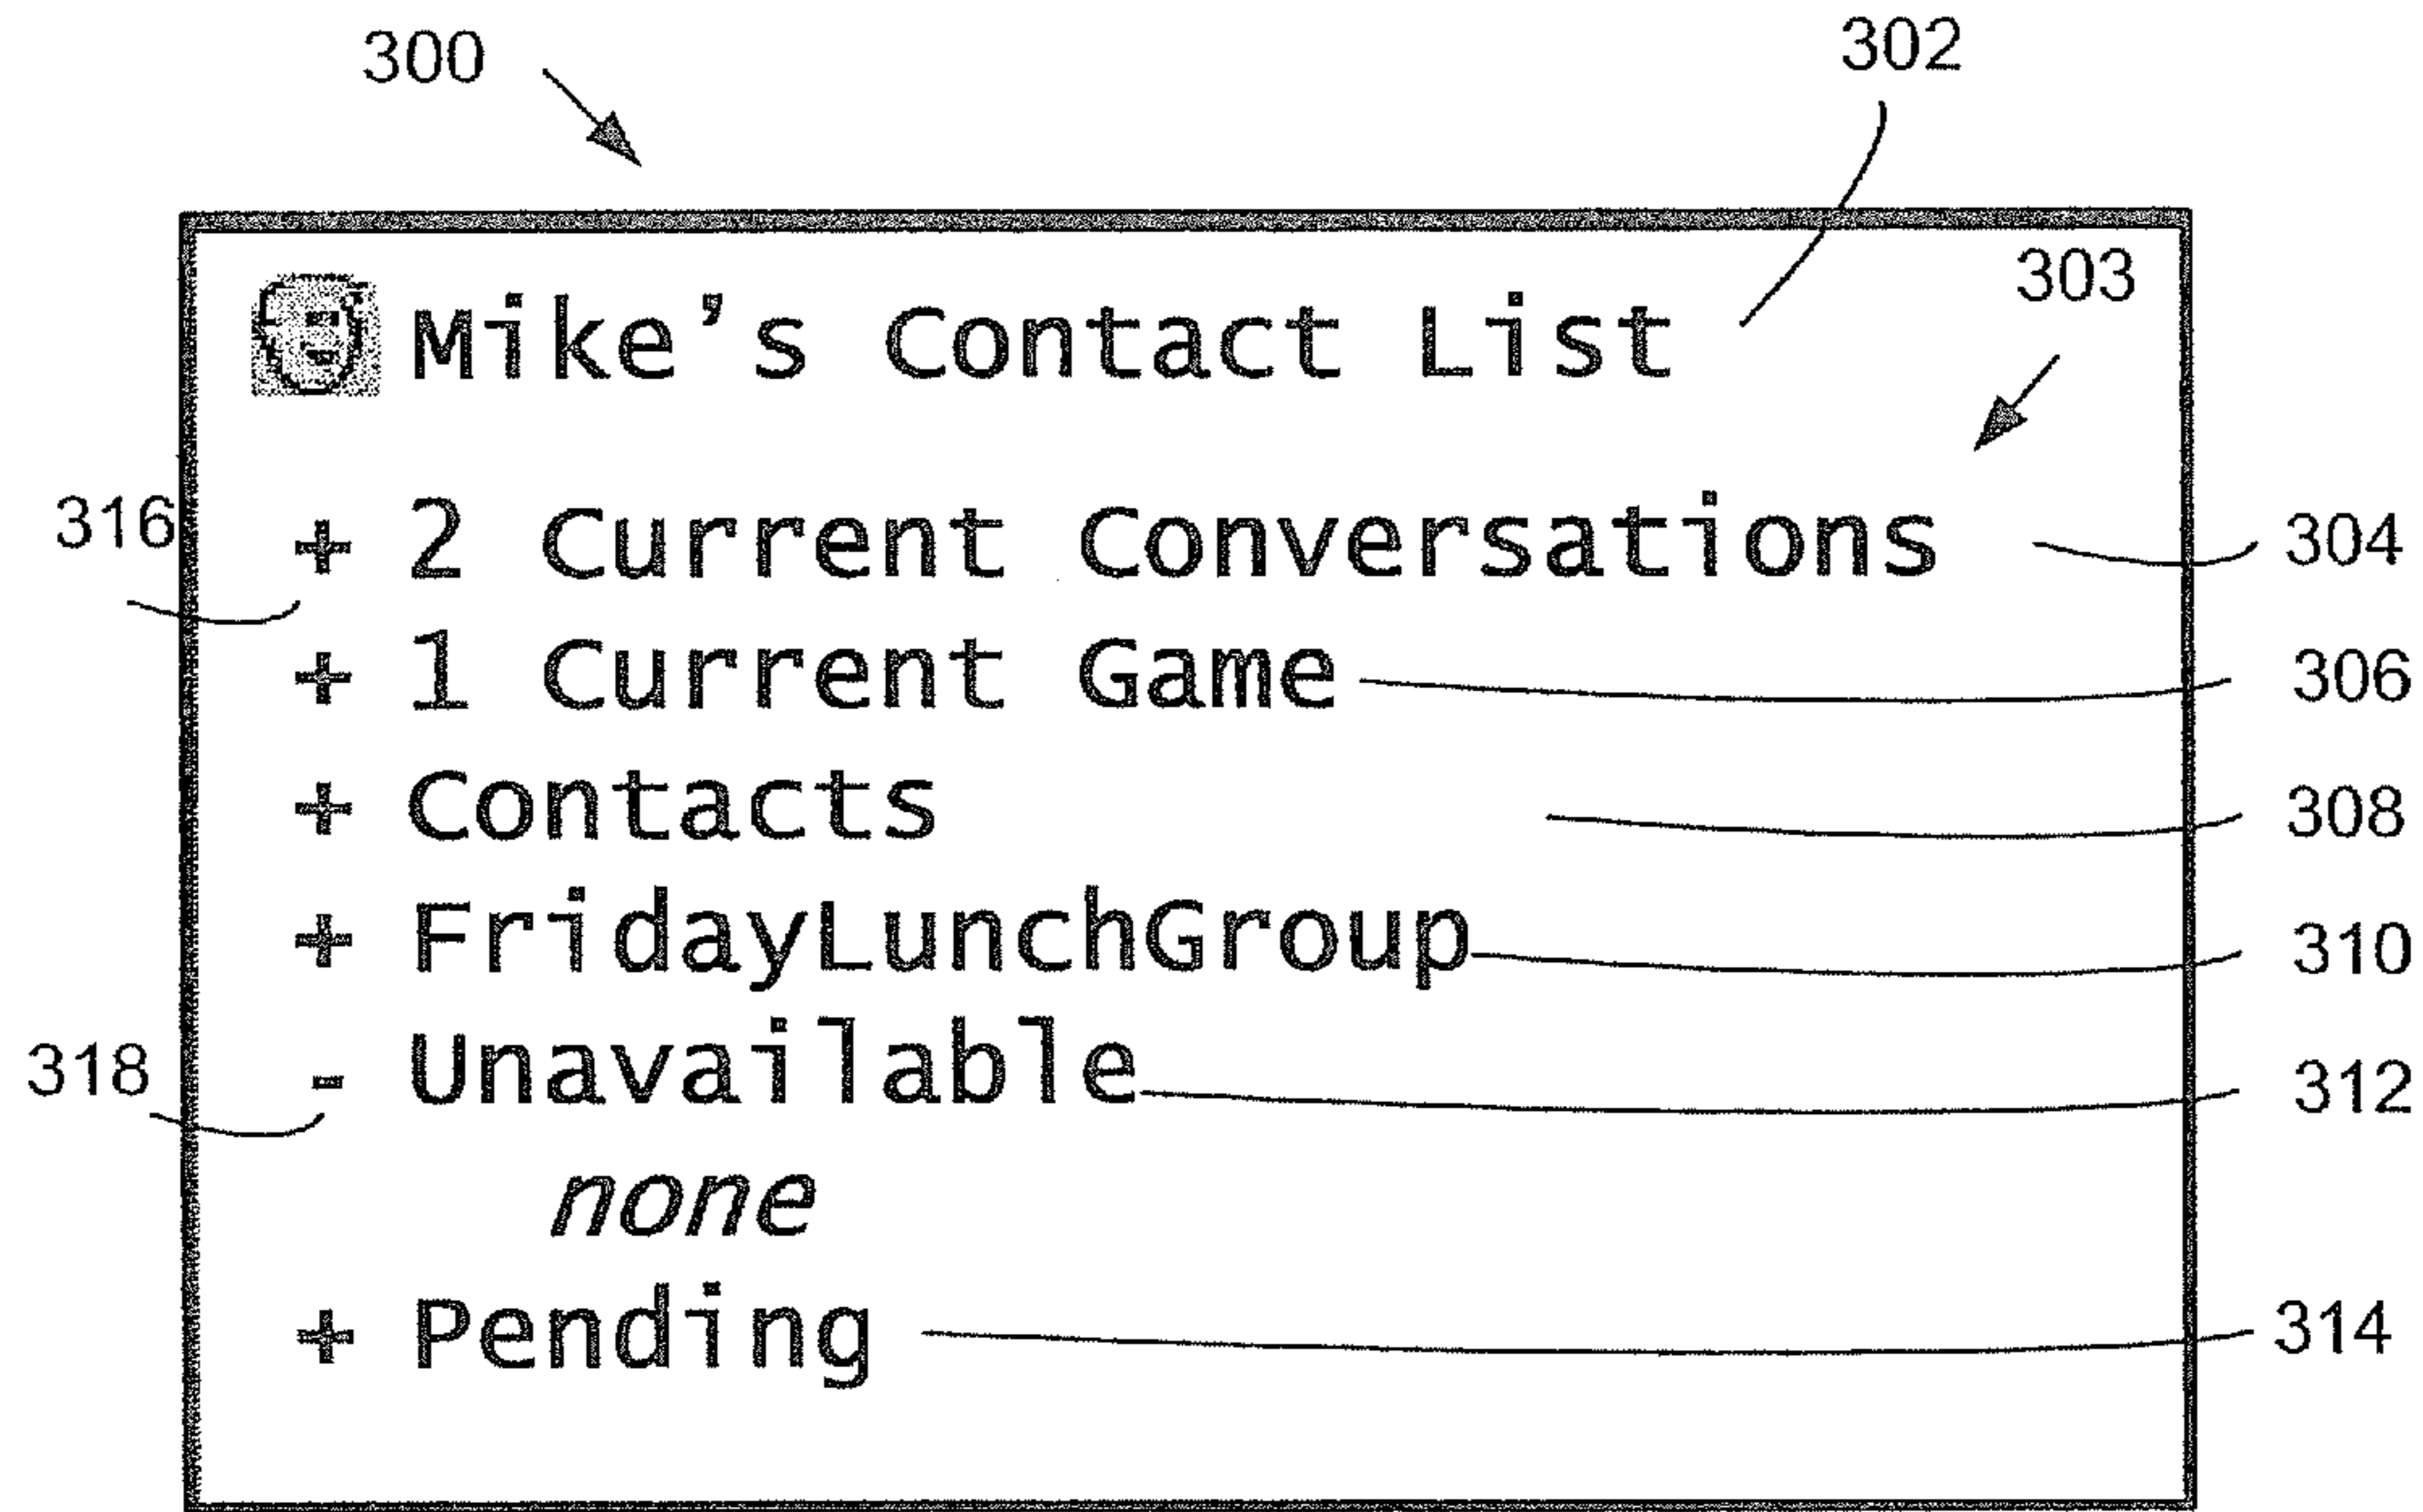 300
302
Mike's Contact List
303
316
+ 2 Current Conversations
304
+ 1 Current Game
306
+ Contacts
308
+ FridayLunchGroup
310
318
- Unavailable
312
none
+ Pending
314